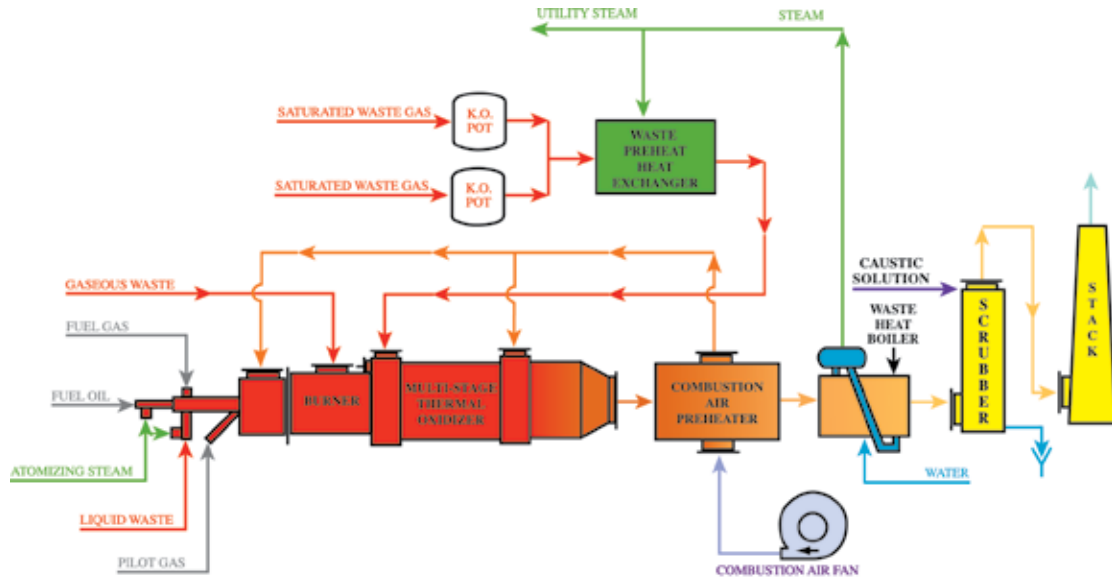 UTILITY STEAM
STEAM
SATURATED WASTE GAS
K.O.
POT
WASTE
PREHEAT
HEAT
EXCHANGER
SATURATED WASTE GAS
K.O.
POT
GASEOUS WASTE
CAUSTIC
SOLUTION
WASTE
HEAT
BOILER
SCRUBBER
STACK
FUEL GAS
FUEL OIL
BURNER
MULTI-STAGE
THERMAL
OXIDIZER
COMBUSTION
AIR
PREHEATER
ATOMIZING STEAM
WATER
LIQUID WASTE
PILOT GAS
COMBUSTION AIR FAN